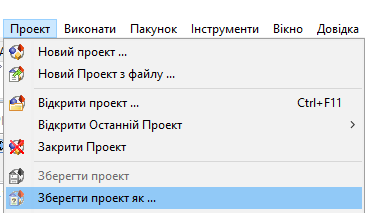 Проект Виконати Пакунок Інструменти Вікно Довідка
Новий проект ...
Новий Проект з файлу ...
Відкрити проект ... Ctrl+F11
Відкрити Останній Проект
Закрити Проект
Зберегти проект
Зберегти проект як ...